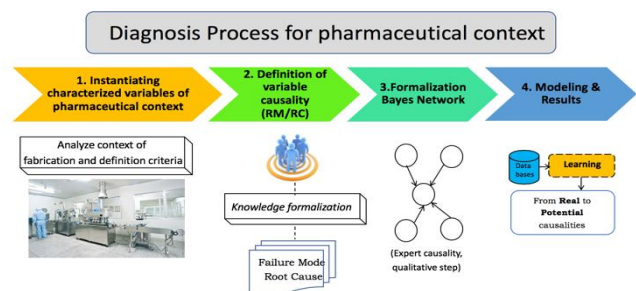 Diagnosis Process for pharmaceutical context
1. Instantiating
characterized variables of
pharmaceutical context
2. Definition of
variable
causality
(RM/RC)
3.Formalization
Bayes Network
4. Modeling &
Results
Analyze context of
fabrication and definition criteria
Knowledge formalization
Failure Mode
Root Cause
(Expert causality,
qualitative step)
Data
bases
Learning
From Real to
Potential
causalities